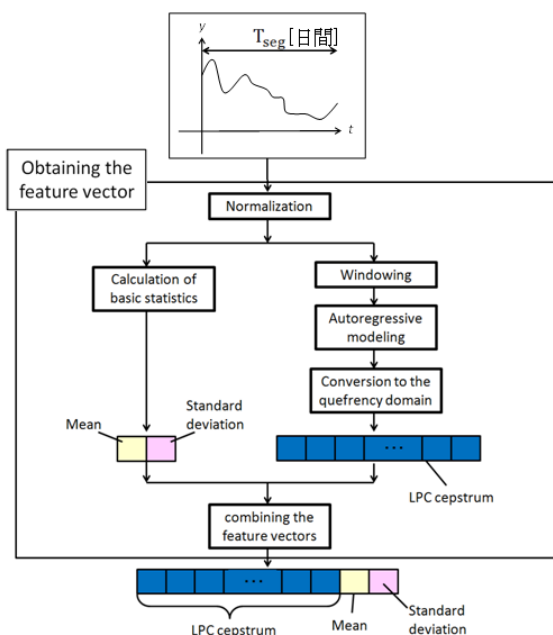 y
T_seg [日間]
t
Obtaining the
feature vector
Normalization
Calculation of
basic statistics
Windowing
Autoregressive
modeling
Conversion to the
quefrency domain
Mean
Standard
deviation
...
LPC cepstrum
combining the
feature vectors
...
LPC cepstrum
Mean
Standard
deviation